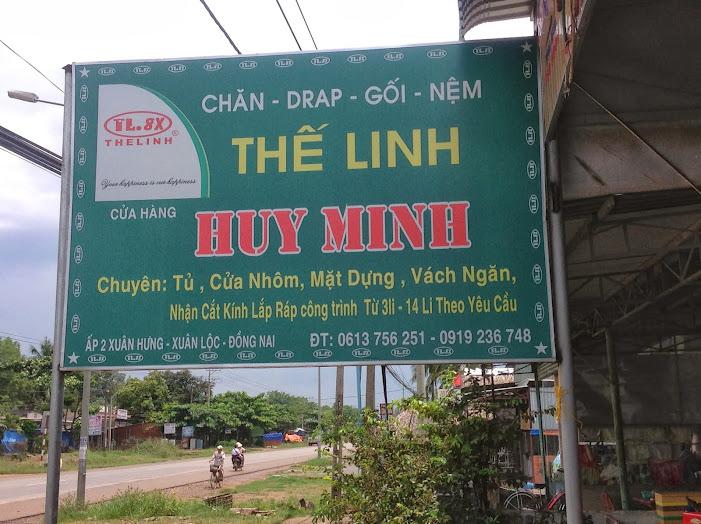 CHĂN - DRAP - GỐI - NỆM
TL.8X
THELINH®
Your happiness is our happiness
THẾ LINH
CỬA HÀNG
HUY MINH
Chuyên: Tủ , Cửa Nhôm, Mặt Dựng , Vách Ngăn,
Nhận Cắt Kính Lắp Ráp công trình Từ 3li - 14 Li Theo Yêu Cầu
ẤP 2 XUÂN HƯNG - XUÂN LỘC - ĐỒNG NAI
ĐT: 0613 756 251 - 0919 236 748